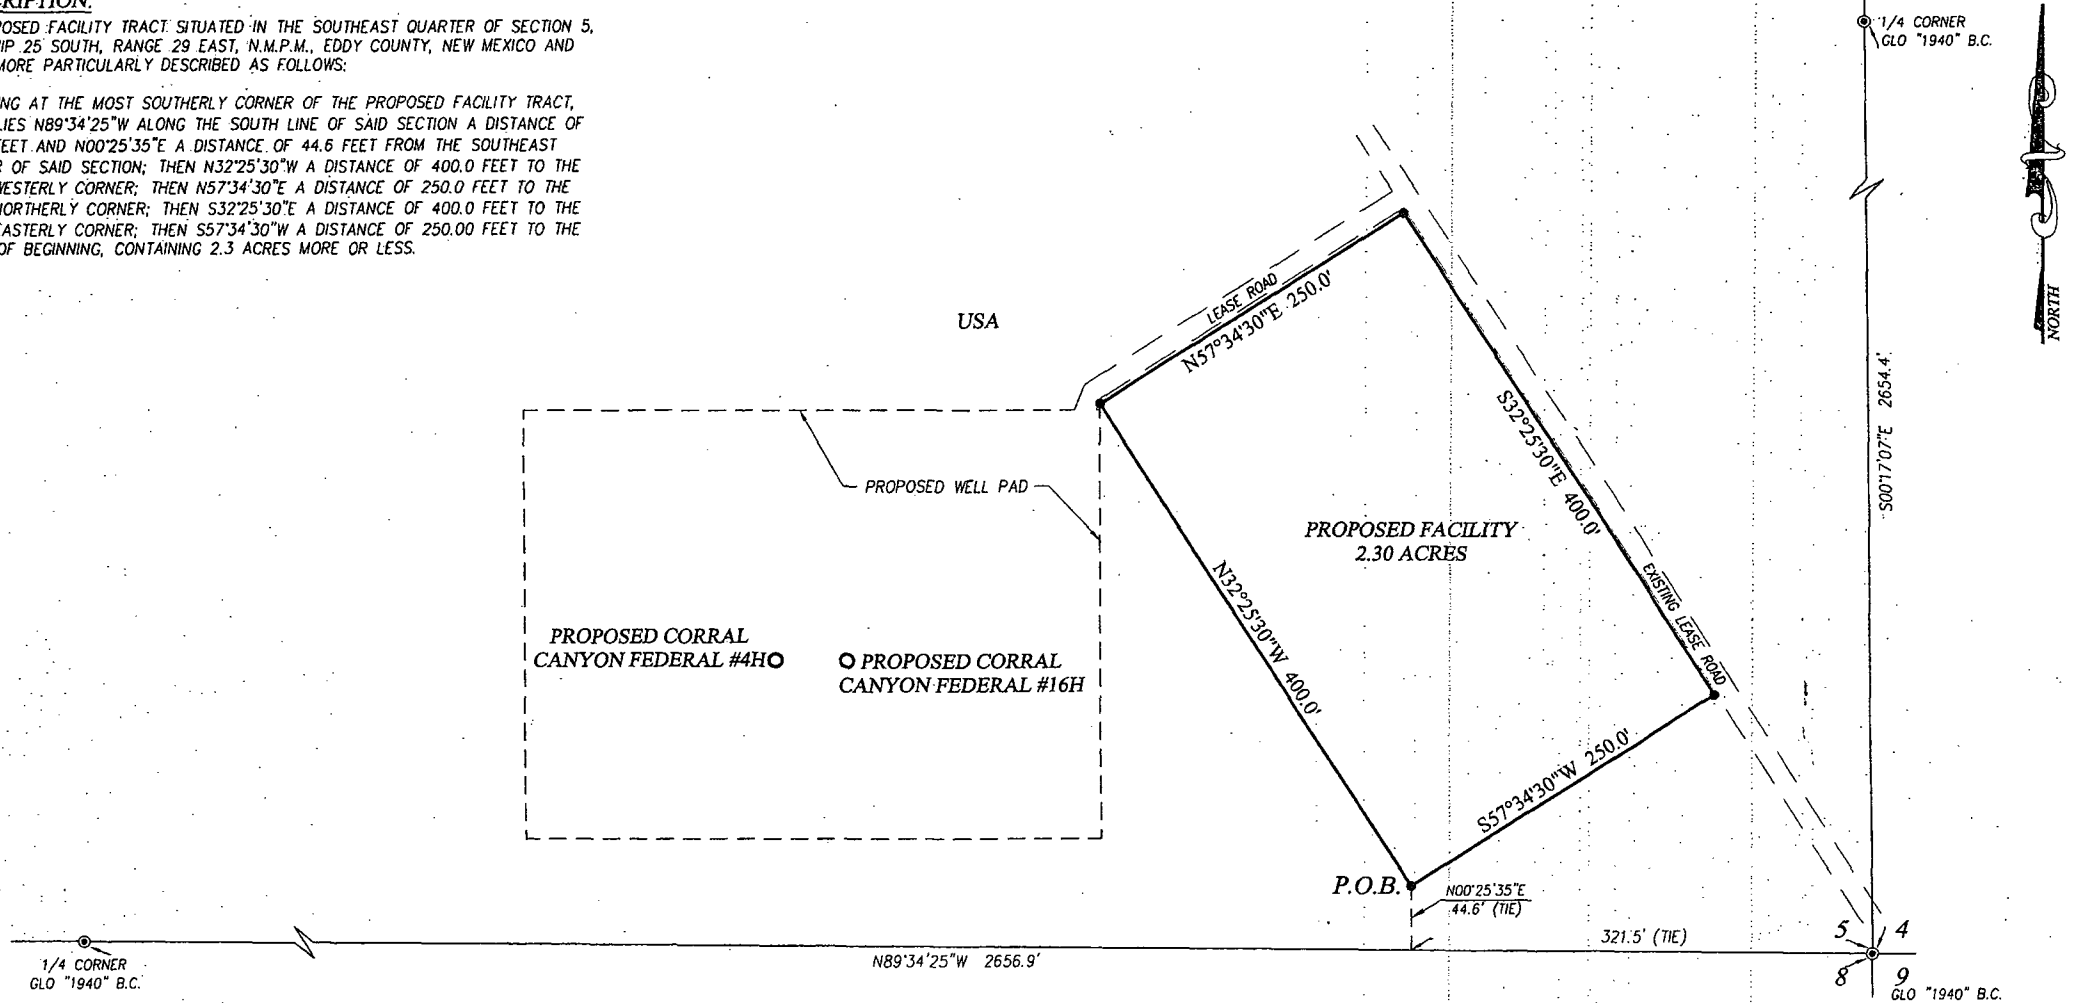 OSED FACILITY TRACT SITUATED IN THE SOUTHEAST QUARTER OF SECTION 5,
IP 25 SOUTH, RANGE 29 EAST, N.M.P.M., EDDY COUNTY, NEW MEXICO AND
MORE PARTICULARLY DESCRIBED AS FOLLOWS:
NG AT THE MOST SOUTHERLY CORNER OF THE PROPOSED FACILITY TRACT,
LIES N89°34'25"W ALONG THE SOUTH LINE OF SAID SECTION A DISTANCE OF
EET AND N00°25'35"E A DISTANCE OF 44.6 FEET FROM THE SOUTHEAST
OF SAID SECTION; THEN N32°25'30"W A DISTANCE OF 400.0 FEET TO THE
WESTERLY CORNER; THEN N57°34'30"E A DISTANCE OF 250.0 FEET TO THE
NORTHERLY CORNER; THEN S32°25'30"E A DISTANCE OF 400.0 FEET TO THE
EASTERLY CORNER; THEN S57°34'30"W A DISTANCE OF 250.00 FEET TO THE
OF BEGINNING, CONTAINING 2.3 ACRES MORE OR LESS.
1/4 CORNER
GLO "1940" B.C.
NORTH
USA
LEASE ROAD
N57°34'30"E 250.0'
S32°25'30"E 400.0'
S00°17'07"E 2654.4'
PROPOSED WELL PAD
PROPOSED FACILITY
2.30 ACRES
EXISTING LEASE ROAD
N32°25'30"W 400.0'
PROPOSED CORRAL
CANYON FEDERAL #4H
PROPOSED CORRAL
CANYON FEDERAL #16H
S57°34'30"W 250.0'
P.O.B.
N00°25'35"E
44.6' (TIE)
321.5' (TIE)
5 4
8 9
1/4 CORNER
GLO "1940" B.C.
N89°34'25"W 2656.9'
GLO "1940" B.C.